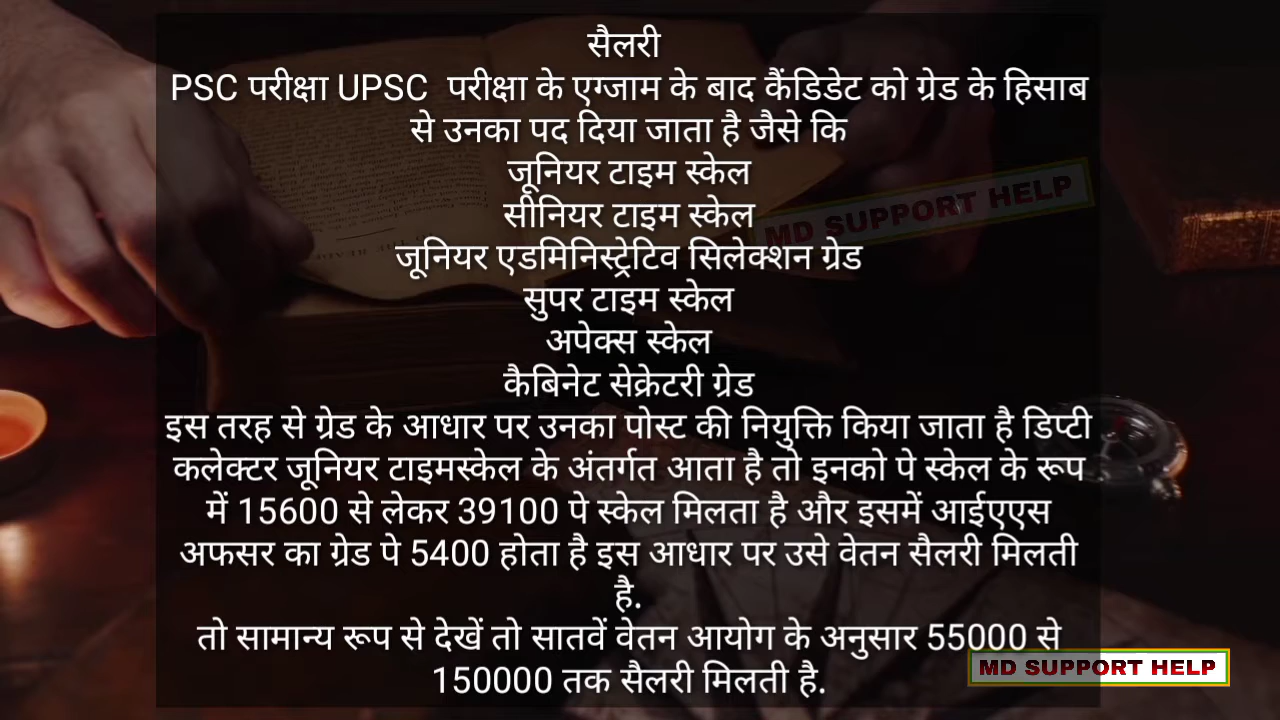 सैलरी
PSC परीक्षा UPSC परीक्षा के एग्जाम के बाद कैंडिडेट को ग्रेड के हिसाब
से उनका पद दिया जाता है जैसे कि
जूनियर टाइम स्केल
सीनियर टाइम स्केल
MD SUPPORT HELP
जूनियर एडमिनिस्ट्रेटिव सिलेक्शन ग्रेड
सुपर टाइम स्केल
अपेक्स स्केल
कैबिनेट सेक्रेटरी ग्रेड
इस तरह से ग्रेड के आधार पर उनका पोस्ट की नियुक्ति किया जाता है डिप्टी
कलेक्टर जूनियर टाइमस्केल के अंतर्गत आता है तो इनको पे स्केल के रूप
में 15600 से लेकर 39100 पे स्केल मिलता है और इसमें आईएएस
अफसर का ग्रेड पे 5400 होता है इस आधार पर उसे वेतन सैलरी मिलती
है.
तो सामान्य रूप से देखें तो सातवें वेतन आयोग के अनुसार 55000 से
150000 तक सैलरी मिलती है.
MD SUPPORT HELP